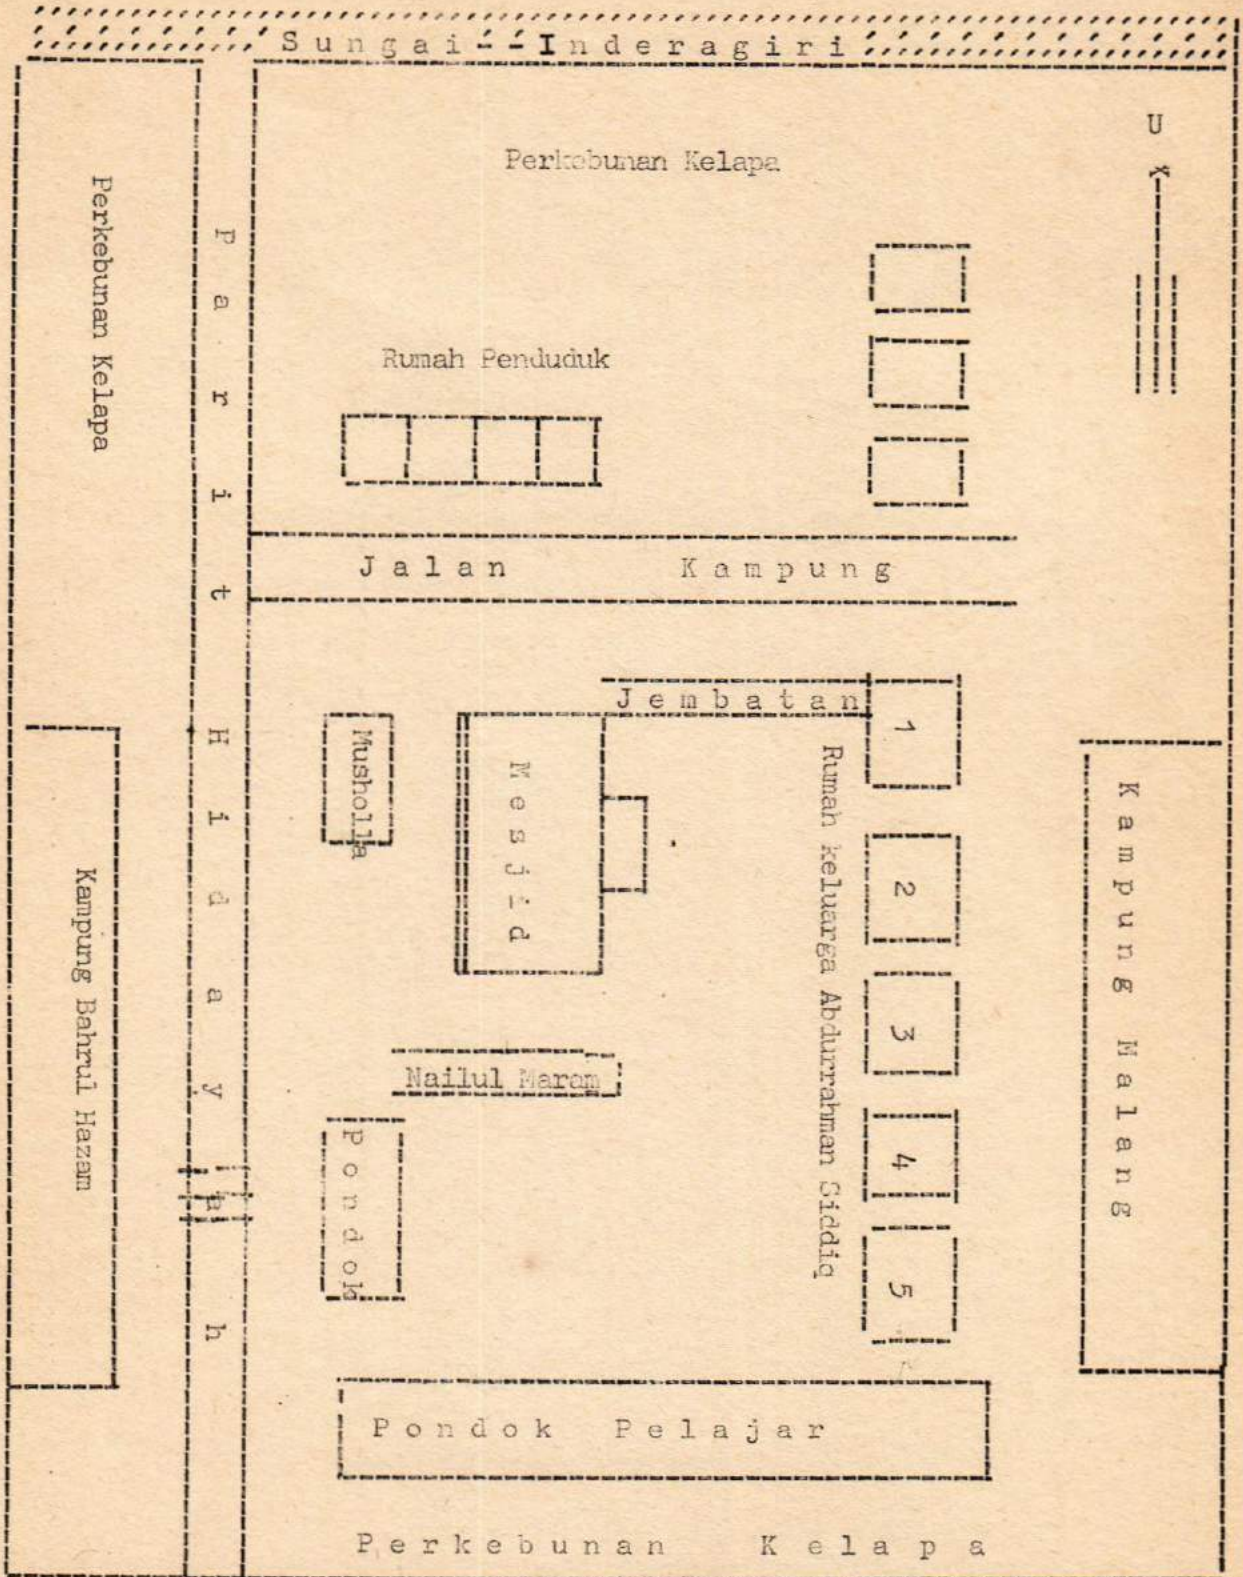 Sungai--Inderagiri
U
Perkebunan Kelapa
Perkebunan Kelapa
Parit Hidayah
Rumah Penduduk
Jalan Kampung
Jembatan
Musholla
Mesjid
Rumah keluarga Abdurrahman Siddiq
1
2
3
4
5
Kampung Malang
Kampung Bahrul Hazam
Nailul Maram
Pondok
Pondok Pelajar
Perkebunan Kelapa